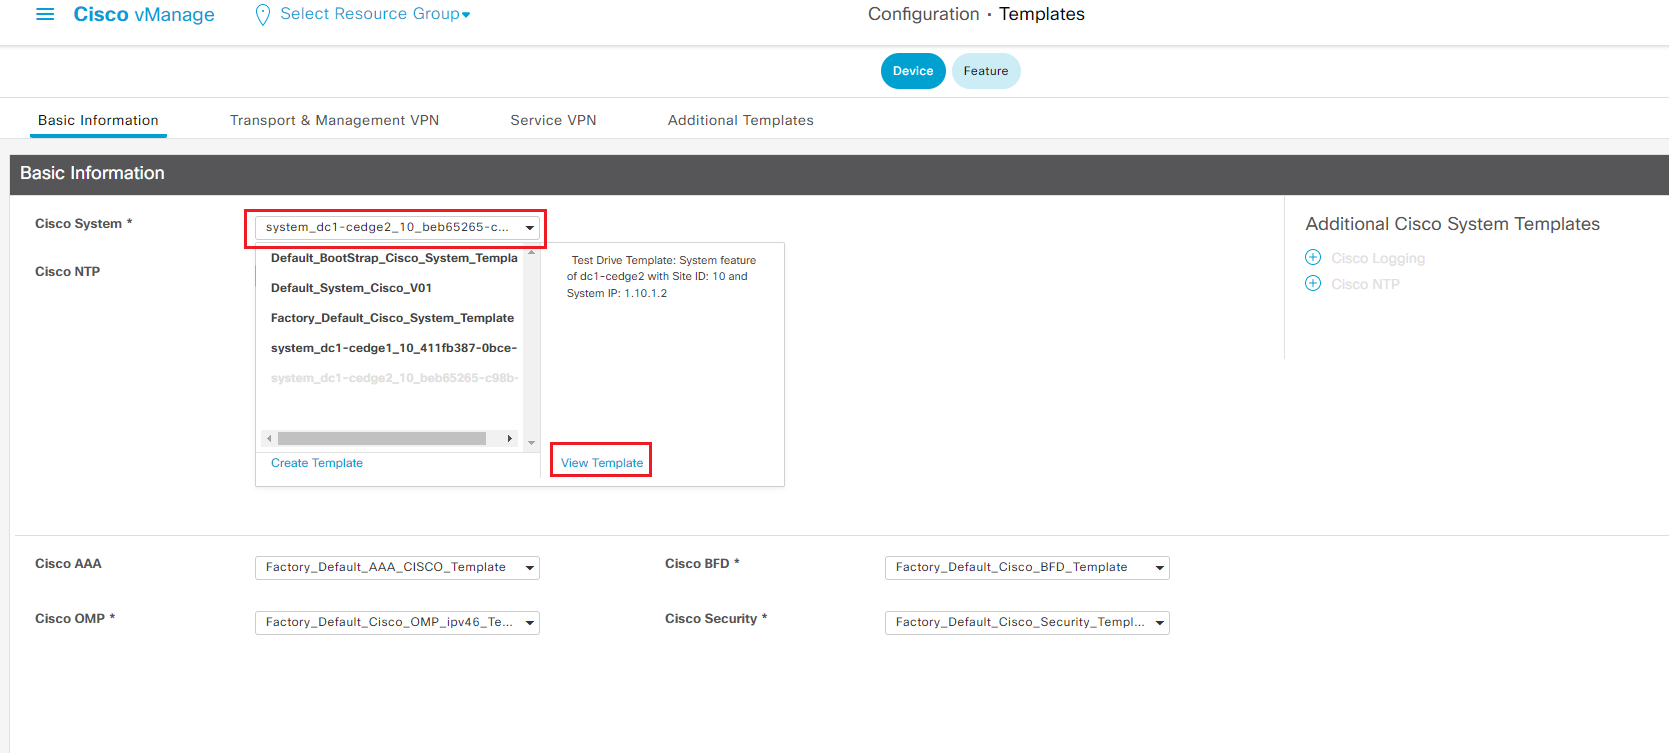 Cisco vManage
Select Resource Group
Configuration · Templates
Device
Feature
Basic Information
Transport & Management VPN
Service VPN
Additional Templates
Basic Information
Cisco System *
system_dc1-cedge2_10_beb65265-c...
Default_BootStrap_Cisco_System_Templa
Default_System_Cisco_V01
Factory_Default_Cisco_System_Template
system_dc1-cedge1_10_411fb387-0bce-
system_dc1-cedge2_10_beb65265-c98b-
Create Template
Test Drive Template: System feature
of dc1-cedge2 with Site ID: 10 and
System IP: 1.10.1.2
View Template
Cisco NTP
Additional Cisco System Templates
Cisco Logging
Cisco NTP
Cisco AAA
Factory_Default_AAA_CISCO_Template
Cisco BFD *
Factory_Default_Cisco_BFD_Template
Cisco OMP *
Factory_Default_Cisco_OMP_ipv46_Te...
Cisco Security *
Factory_Default_Cisco_Security_Templ...